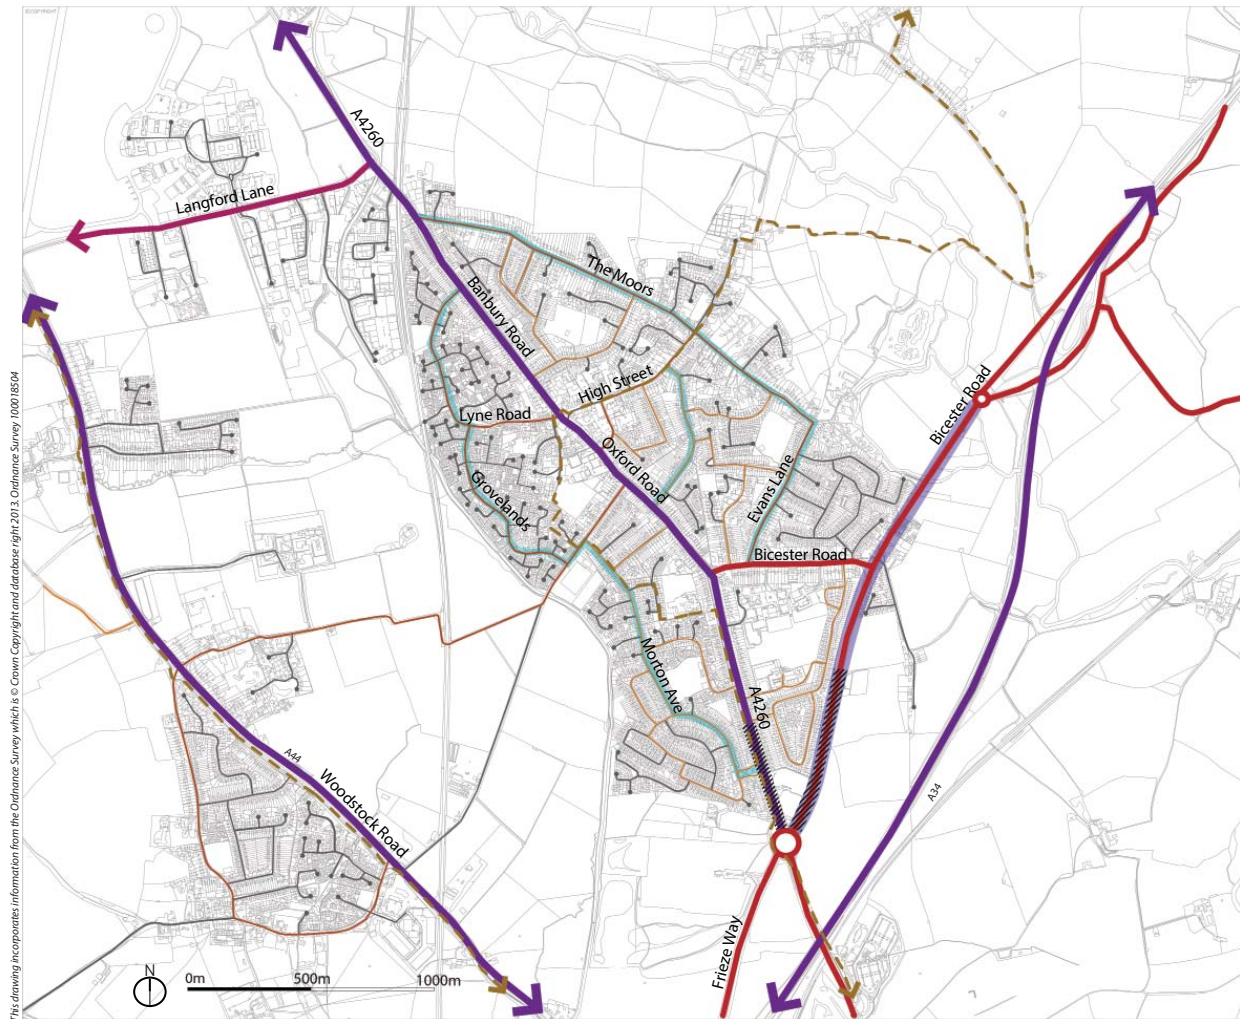 ©COPYRIGHT
A4260
Langford Lane
The Moors
Banbury Road
High Street
Lyne Road
Bicester Road
Oxford Road
Grovelands
Evans Lane
Bicester Road
Morton Ave
A4260
A44
Woodstock Road
A34
Frieze Way
N
0m
500m
1000m
This drawing incorporates information from the Ordnance Survey which is © Crown Copyright and database right 2013. Ordnance Survey 100018504